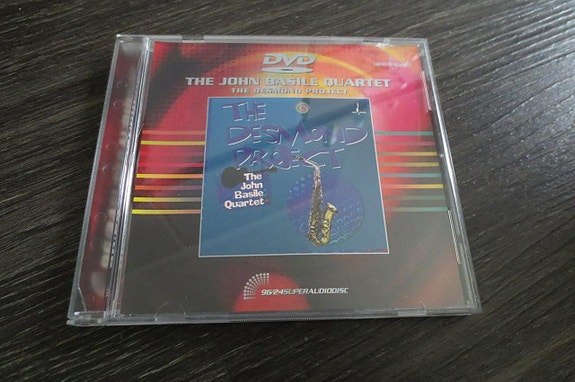 DVD
THE JOHN BASILE QUARTET
THE DESMOND PROJECT
THE
DESMOND
PROJECT
The
John
Basile
Quartet
96/24SUPERAUDIODISC